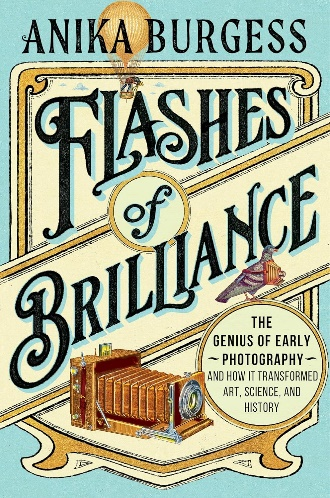 ANIKA BURGESS
FLASHES
of
BRILLIANCE
THE
GENIUS OF EARLY
~ PHOTOGRAPHY ~
AND HOW IT TRANSFORMED
ART, SCIENCE, AND
HISTORY